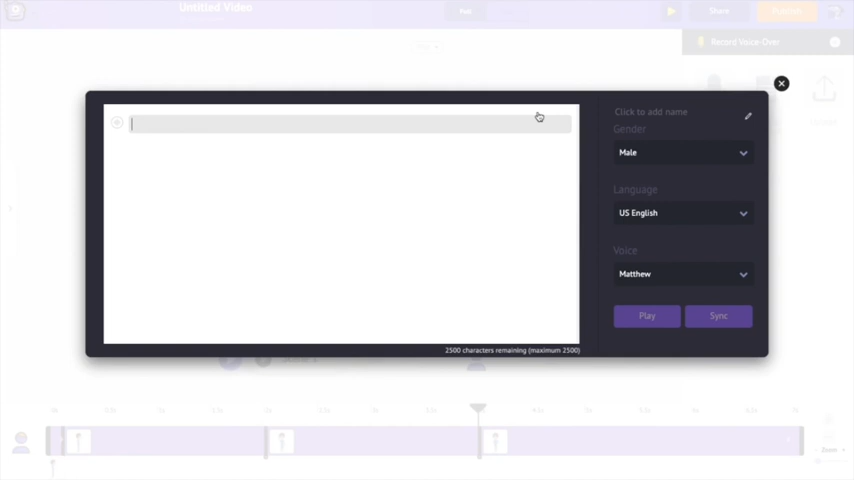 Untitled Video
Share
Publish
Record Voice-Over
Click to add name
Gender
Male
Language
US English
Voice
Matthew
Play
Sync
2500 characters remaining (maximum 2500)
Zoom